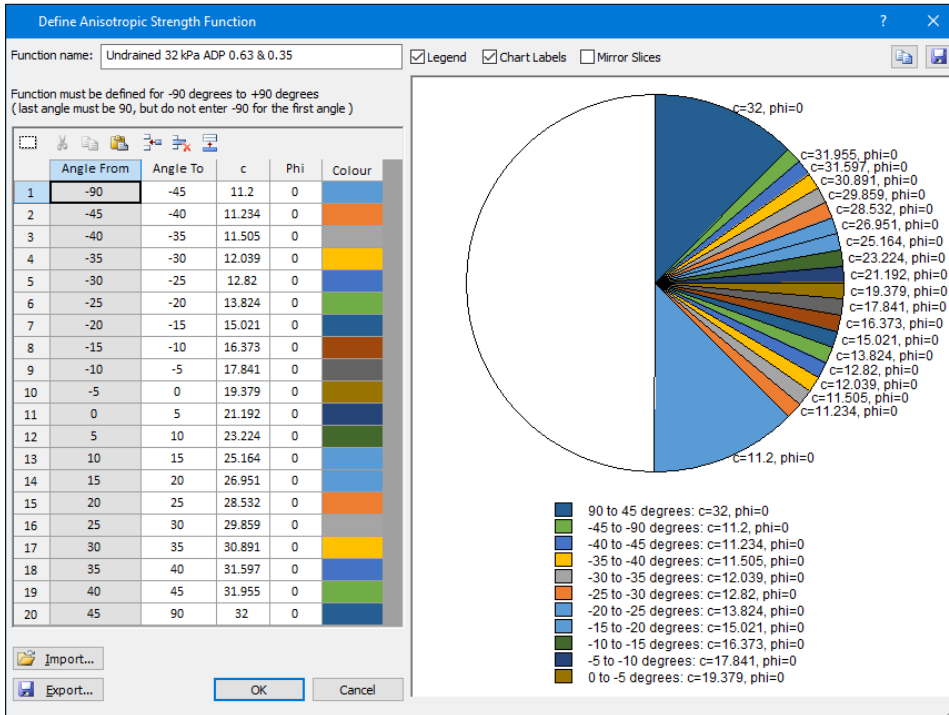 Define Anisotropic Strength Function ? ×
Function name: Undrained 32 kPa ADP 0.63 & 0.35
Legend Chart Labels Mirror Slices
Function must be defined for -90 degrees to +90 degrees
( last angle must be 90, but do not enter -90 for the first angle )
Angle From Angle To c Phi Colour
1 -90 -45 11.2 0
2 -45 -40 11.234 0
3 -40 -35 11.505 0
4 -35 -30 12.039 0
5 -30 -25 12.82 0
6 -25 -20 13.824 0
7 -20 -15 15.021 0
8 -15 -10 16.373 0
9 -10 -5 17.841 0
10 -5 0 19.379 0
11 0 5 21.192 0
12 5 10 23.224 0
13 10 15 25.164 0
14 15 20 26.951 0
15 20 25 28.532 0
16 25 30 29.859 0
17 30 35 30.891 0
18 35 40 31.597 0
19 40 45 31.955 0
20 45 90 32 0
Import...
Export...
OK
Cancel
c=32, phi=0
c=31.955, phi=0
c=31.597, phi=0
c=30.891, phi=0
c=29.859, phi=0
c=28.532, phi=0
c=26.951, phi=0
c=25.164, phi=0
c=23.224, phi=0
c=21.192, phi=0
c=19.379, phi=0
c=17.841, phi=0
c=16.373, phi=0
c=15.021, phi=0
c=13.824, phi=0
c=12.82, phi=0
c=12.039, phi=0
c=11.505, phi=0
c=11.234, phi=0
c=11.2, phi=0
90 to 45 degrees: c=32, phi=0
-45 to -90 degrees: c=11.2, phi=0
-40 to -45 degrees: c=11.234, phi=0
-35 to -40 degrees: c=11.505, phi=0
-30 to -35 degrees: c=12.039, phi=0
-25 to -30 degrees: c=12.82, phi=0
-20 to -25 degrees: c=13.824, phi=0
-15 to -20 degrees: c=15.021, phi=0
-10 to -15 degrees: c=16.373, phi=0
-5 to -10 degrees: c=17.841, phi=0
0 to -5 degrees: c=19.379, phi=0